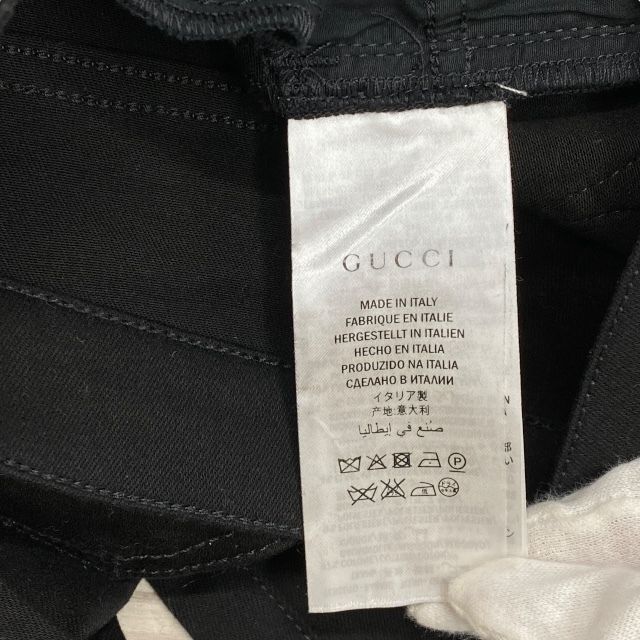 GUCCI
MADE IN ITALY
FABRIQUE EN ITALIE
HERGESTELLT IN ITALIEN
HECHO EN ITALIA
PRODUZIDO NA ITALIA
СДЕЛАНО В ИТАЛИИ
イタリア製
产地:意大利
صنع في إيطاليا